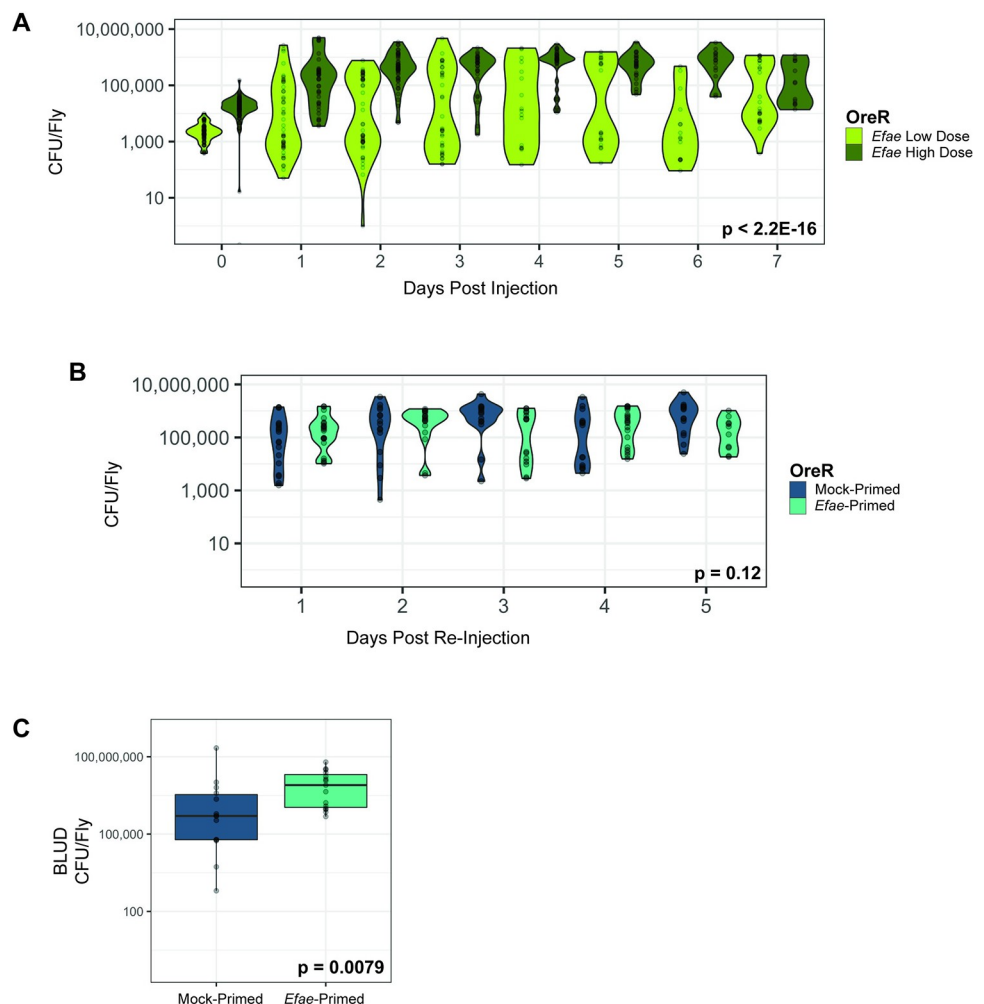 A
CFU/Fly
10,000,000
100,000
1,000
10
p < 2.2E-16
0 1 2 3 4 5 6 7
Days Post Injection
OreR
Efae Low Dose
Efae High Dose
B
CFU/Fly
10,000,000
100,000
1,000
10
p = 0.12
1 2 3 4 5
Days Post Re-Injection
OreR
Mock-Primed
Efae-Primed
C
BLUD
CFU/Fly
100,000,000
100,000
100
p = 0.0079
Mock-Primed Efae-Primed